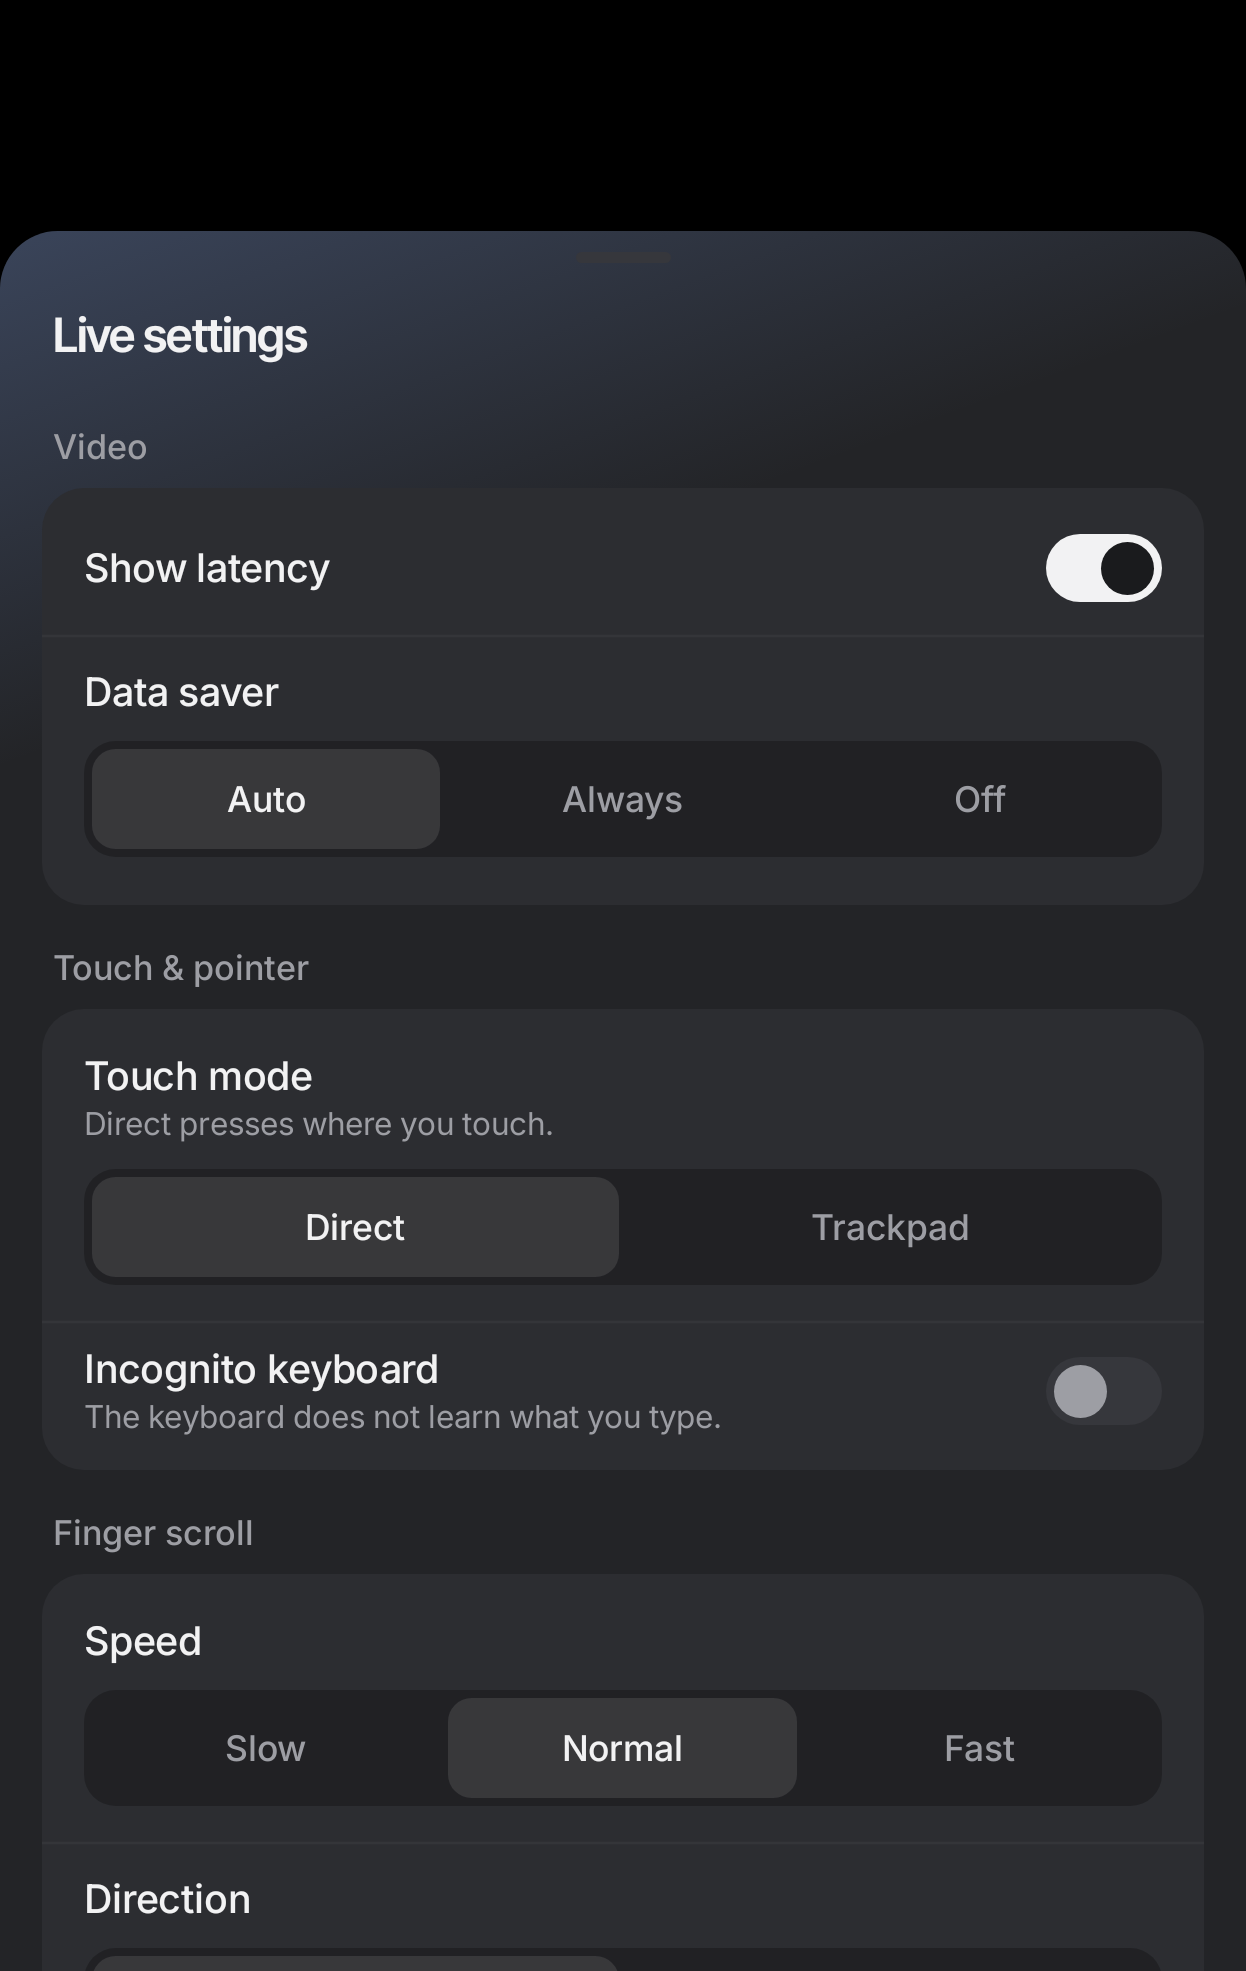 Live settings
Video
Show latency
Data saver
Auto
Always
Off
Touch & pointer
Touch mode
Direct presses where you touch.
Direct
Trackpad
Incognito keyboard
The keyboard does not learn what you type.
Finger scroll
Speed
Slow
Normal
Fast
Direction